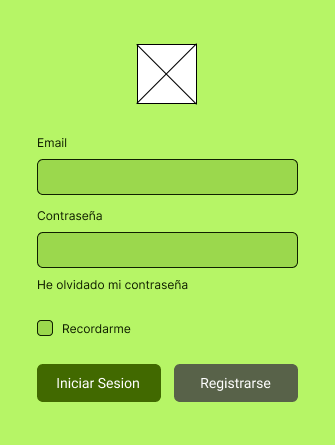 Email
Contraseña
He olvidado mi contraseña
Recordarme
Iniciar Sesion
Registrarse